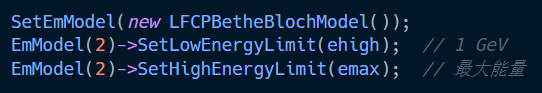 SetEmModel(new LFCPBetheBlochModel());
EmModel(2)->SetLowEnergyLimit(ehigh);  // 1 GeV
EmModel(2)->SetHighEnergyLimit(emax);  // 最大能量